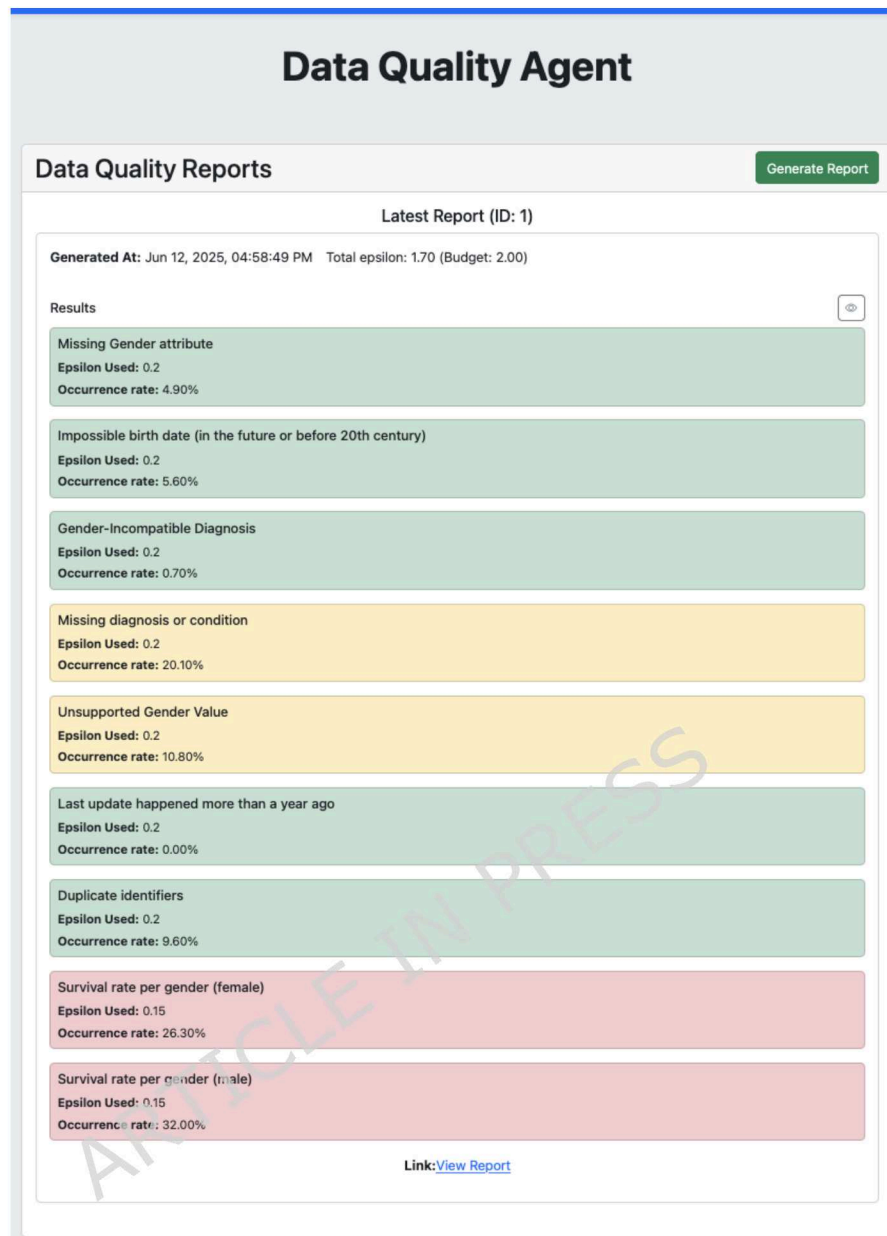 Data Quality Agent
Data Quality Reports
Generate Report
Latest Report (ID: 1)
Generated At: Jun 12, 2025, 04:58:49 PM Total epsilon: 1.70 (Budget: 2.00)
Results
Missing Gender attribute
Epsilon Used: 0.2
Occurrence rate: 4.90%
Impossible birth date (in the future or before 20th century)
Epsilon Used: 0.2
Occurrence rate: 5.60%
Gender-Incompatible Diagnosis
Epsilon Used: 0.2
Occurrence rate: 0.70%
Missing diagnosis or condition
Epsilon Used: 0.2
Occurrence rate: 20.10%
Unsupported Gender Value
Epsilon Used: 0.2
Occurrence rate: 10.80%
Last update happened more than a year ago
Epsilon Used: 0.2
Occurrence rate: 0.00%
Duplicate identifiers
Epsilon Used: 0.2
Occurrence rate: 9.60%
Survival rate per gender (female)
Epsilon Used: 0.15
Occurrence rate: 26.30%
Survival rate per gender (male)
Epsilon Used: 0.15
Occurrence rate: 32.00%
Link:View Report
ARTICLE IN PRESS